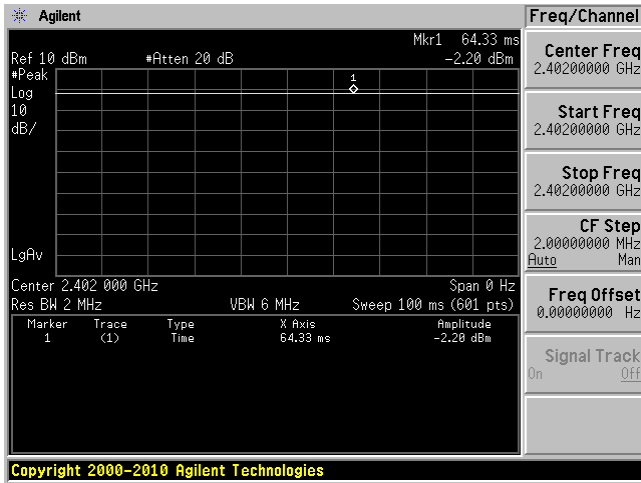 Agilent
Freq/Channel
Mkr1 64.33 ms
Ref 10 dBm #Atten 20 dB -2.20 dBm
#Peak
Log
10
dB/
1
LgAv
Center 2.402 000 GHz Span 0 Hz
Res BW 2 MHz VBW 6 MHz Sweep 100 ms (601 pts)
Marker Trace Type X Axis Amplitude
1 (1) Time 64.33 ms -2.20 dBm
Center Freq
2.40200000 GHz
Start Freq
2.40200000 GHz
Stop Freq
2.40200000 GHz
CF Step
2.00000000 MHz
Auto Man
Freq Offset
0.00000000 Hz
Signal Track
On Off
Copyright 2000-2010 Agilent Technologies